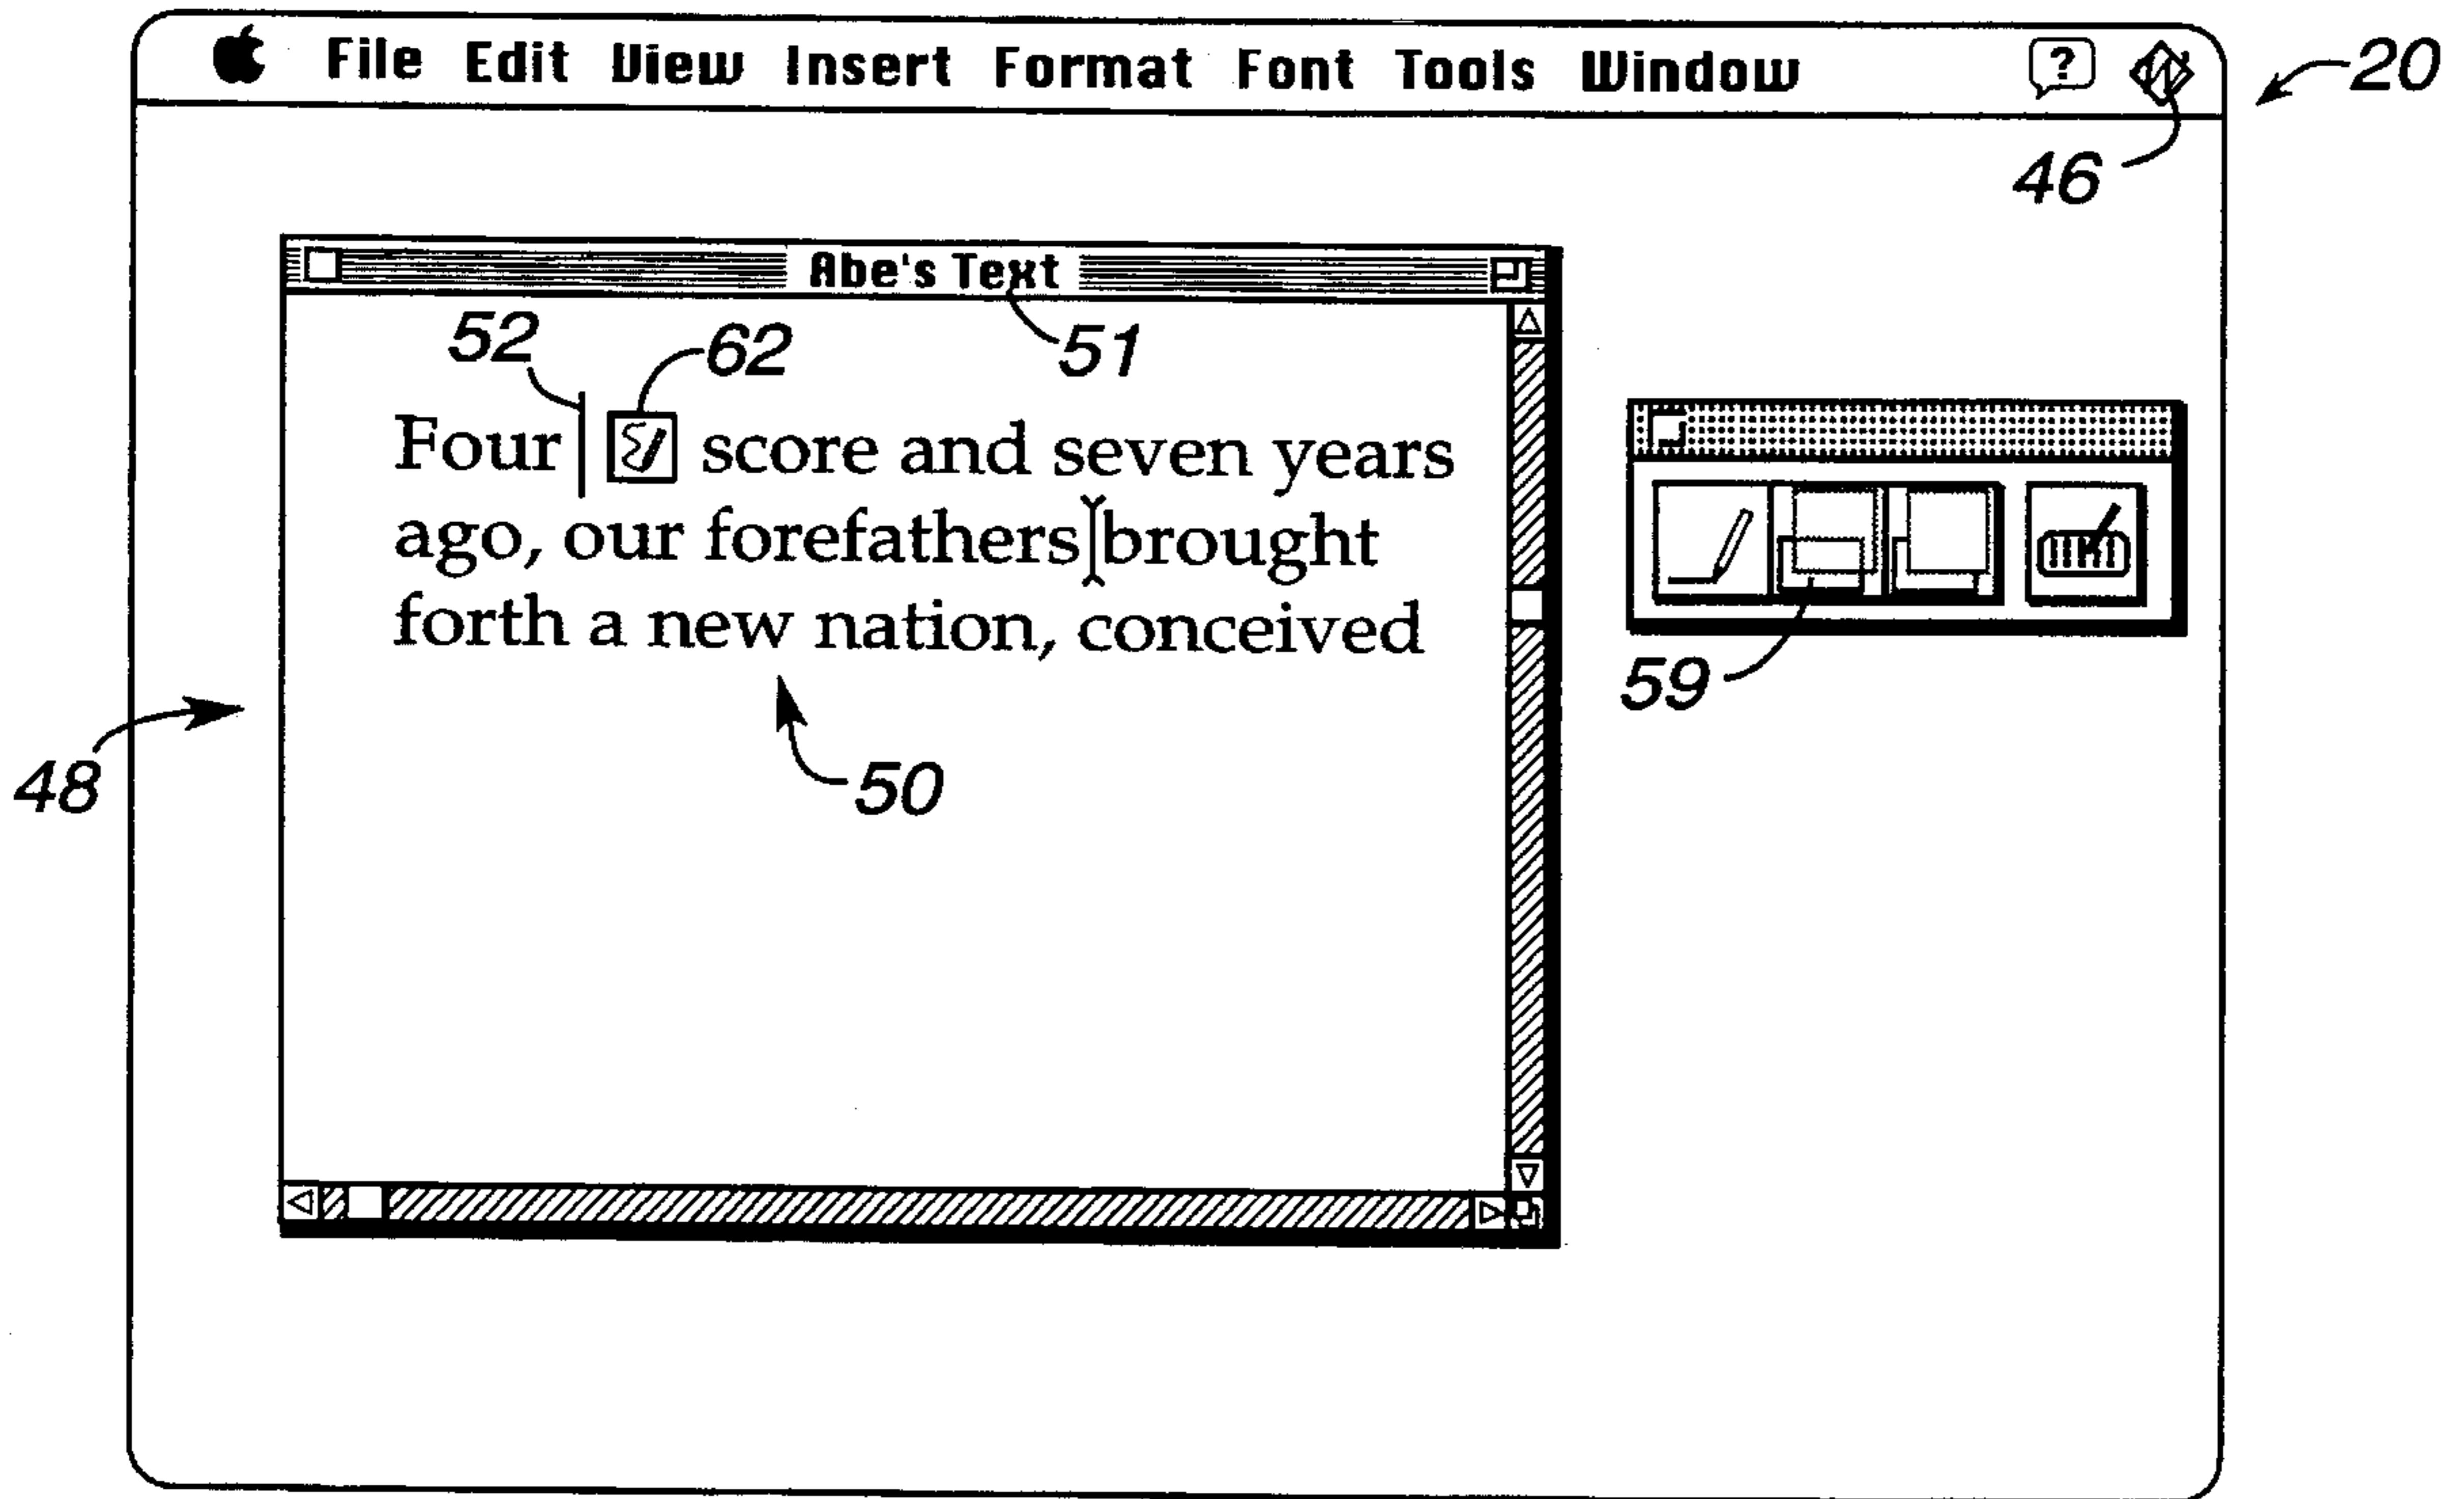 File Edit View Insert Format Font Tools Window ?
20
46
Abe's Text
52 62 51
Four score and seven years
ago, our forefathers brought
forth a new nation, conceived
59
48
50